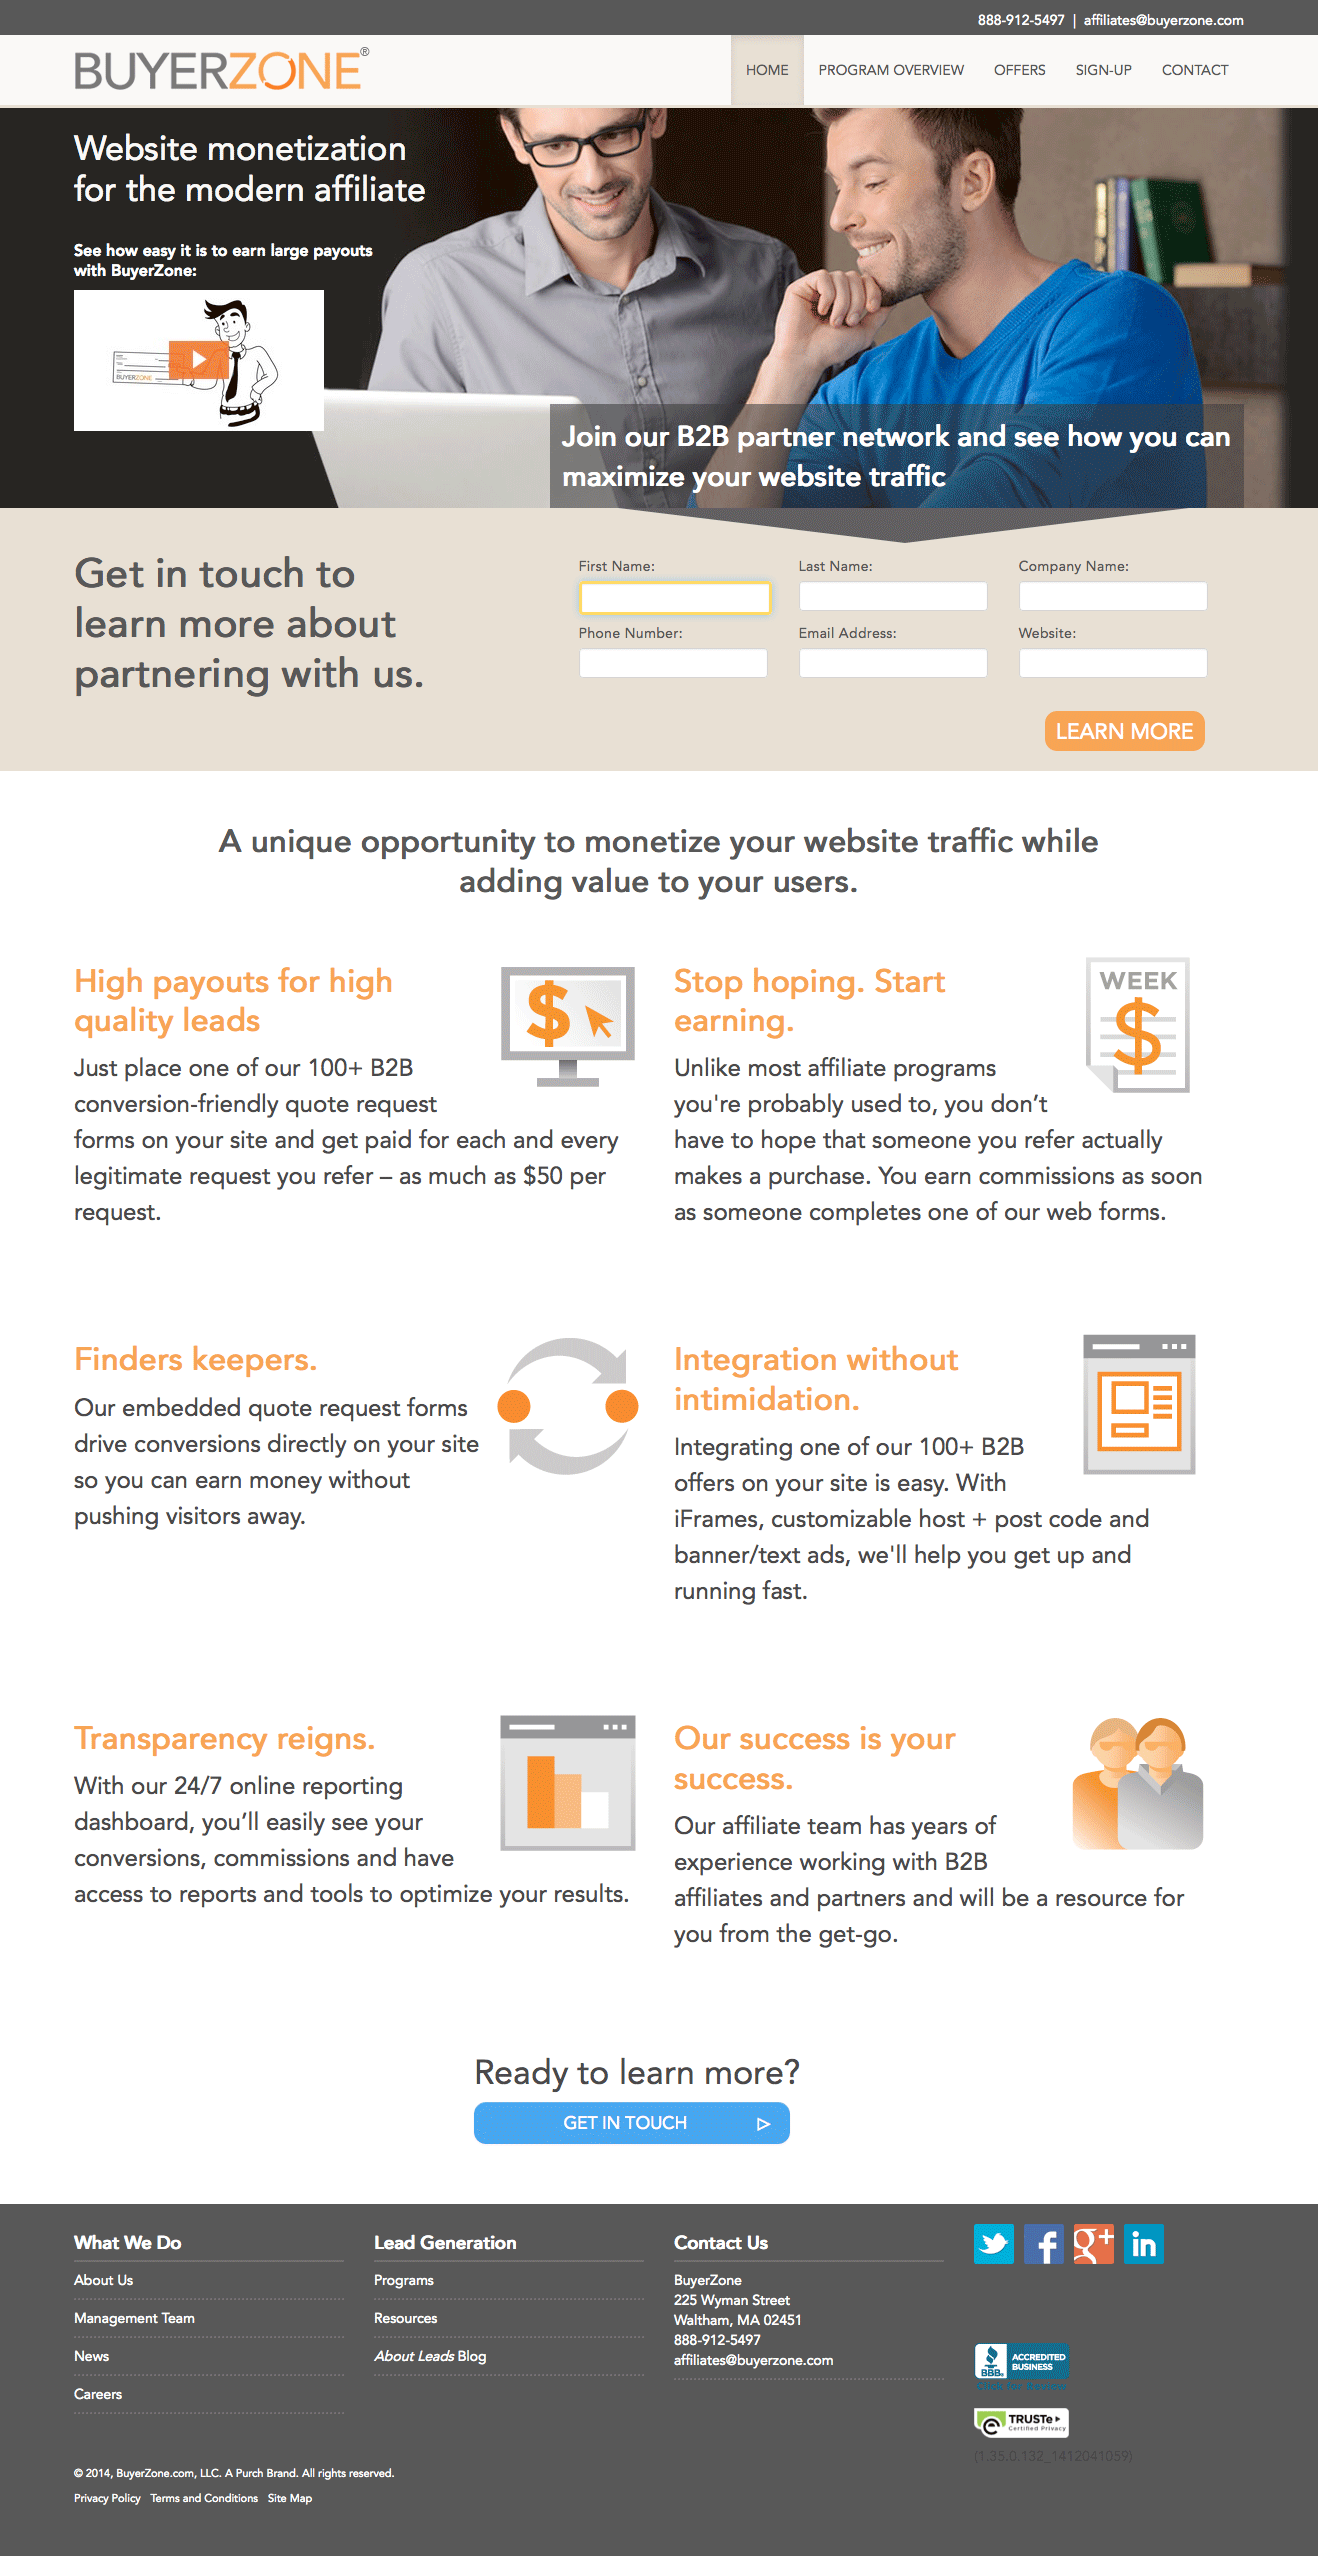 888-912-5497 | affiliates@buyerzone.com
BUYERZONE®
HOME PROGRAM OVERVIEW OFFERS SIGN-UP CONTACT
Website monetization
for the modern affiliate
See how easy it is to earn large payouts
with BuyerZone:
BUYERZONE
Join our B2B partner network and see how you can
maximize your website traffic
Get in touch to
learn more about
partnering with us.
First Name: Last Name: Company Name:
Phone Number: Email Address: Website:
LEARN MORE
A unique opportunity to monetize your website traffic while
adding value to your users.
High payouts for high
quality leads
Just place one of our 100+ B2B
conversion-friendly quote request
forms on your site and get paid for each and every
legitimate request you refer – as much as $50 per
request.
$
Stop hoping. Start
earning.
Unlike most affiliate programs
you're probably used to, you don’t
have to hope that someone you refer actually
makes a purchase. You earn commissions as soon
as someone completes one of our web forms.
WEEK
$
Finders keepers.
Our embedded quote request forms
drive conversions directly on your site
so you can earn money without
pushing visitors away.
Integration without
intimidation.
Integrating one of our 100+ B2B
offers on your site is easy. With
iFrames, customizable host + post code and
banner/text ads, we'll help you get up and
running fast.
Transparency reigns.
With our 24/7 online reporting
dashboard, you’ll easily see your
conversions, commissions and have
access to reports and tools to optimize your results.
Our success is your
success.
Our affiliate team has years of
experience working with B2B
affiliates and partners and will be a resource for
you from the get-go.
Ready to learn more?
GET IN TOUCH
What We Do
About Us
Management Team
News
Careers
Lead Generation
Programs
Resources
About Leads Blog
Contact Us
BuyerZone
225 Wyman Street
Waltham, MA 02451
888-912-5497
affiliates@buyerzone.com
f g+ in
BBB.
ACCREDITED
BUSINESS
Click for Review
TRUSTe
Certified Privacy
(1.35.0.132_1412041059)
© 2014, BuyerZone.com, LLC. A Purch Brand. All rights reserved.
Privacy Policy Terms and Conditions Site Map